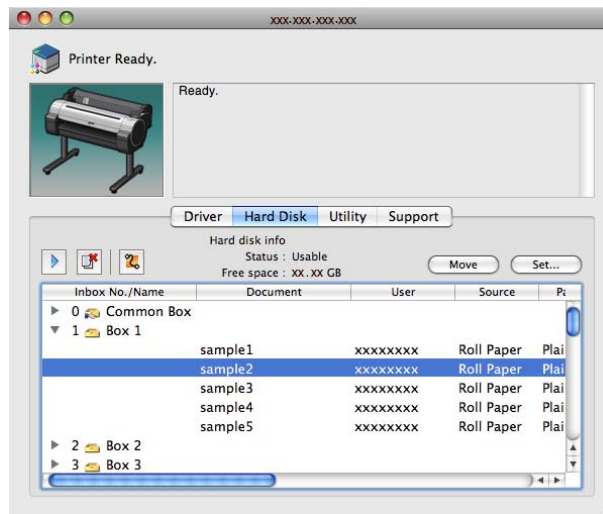 xxx-xxx-xxx-xxx
Printer Ready.
Ready.
Driver Hard Disk Utility Support
Hard disk info
Status : Usable
Free space : XX.XX GB
Move Set...
Inbox No./Name Document User Source Pa
0 Common Box
1 Box 1
sample1 xxxxxxxx Roll Paper Plai
sample2 xxxxxxxx Roll Paper Plai
sample3 xxxxxxxx Roll Paper Plai
sample4 xxxxxxxx Roll Paper Plai
sample5 xxxxxxxx Roll Paper Plai
2 Box 2
3 Box 3